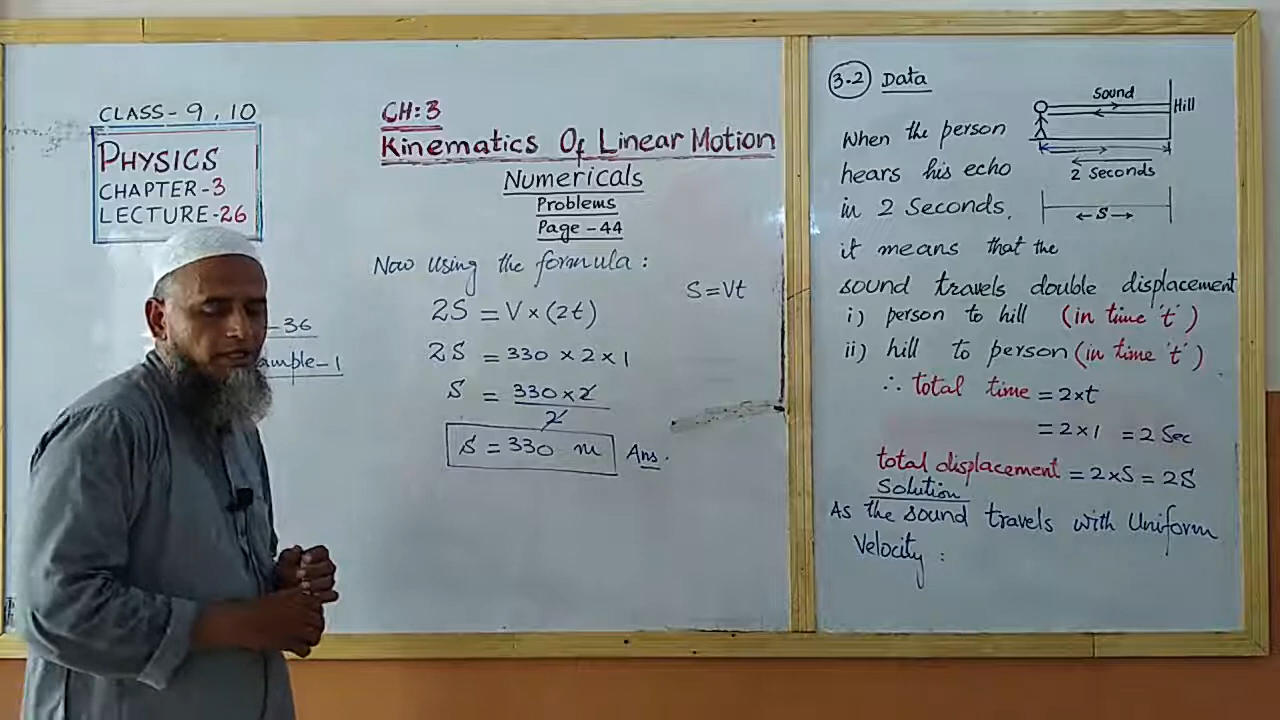 CLASS - 9, 10
PHYSICS
CHAPTER-3
LECTURE-26
-36
ample-1
CH:3
Kinematics Of Linear Motion
Numericals
Problems
Page -44
Now using the formula:
S=Vt
2S = V × (2t)
2S = 330 × 2 × 1
S = 330 × 2
2
S = 330 m Ans.
3.2 Data
Sound
Hill
2 Seconds
← S →
When the person
hears his echo
in 2 Seconds,
it means that the
sound travels double displacement
i) person to hill (in time 't')
ii) hill to person (in time 't')
∴ total time = 2×t
= 2×1 = 2 Sec
total displacement = 2×S = 2S
Solution
As the sound travels with Uniform
Velocity :